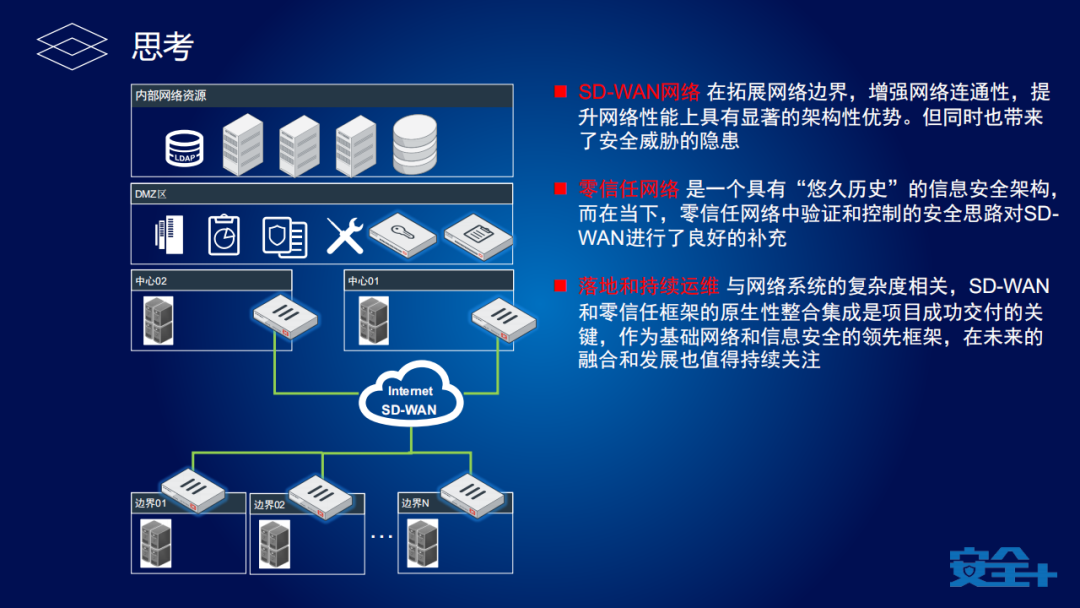 思考
内部网络资源
LDAP
DMZ区
中心02
中心01
Internet
SD-WAN
边界01
边界02
...
边界N
SD-WAN网络 在拓展网络边界，增强网络连通性，提
升网络性能上具有显著的架构性优势。但同时也带来
了安全威胁的隐患
零信任网络 是一个具有“悠久历史”的信息安全架构，
而在当下，零信任网络中验证和控制的安全思路对SD-
WAN进行了良好的补充
落地和持续运维 与网络系统的复杂度相关，SD-WAN
和零信任框架的原生性整合集成是项目成功交付的关
键，作为基础网络和信息安全的领先框架，在未来的
融合和发展也值得持续关注
安全+